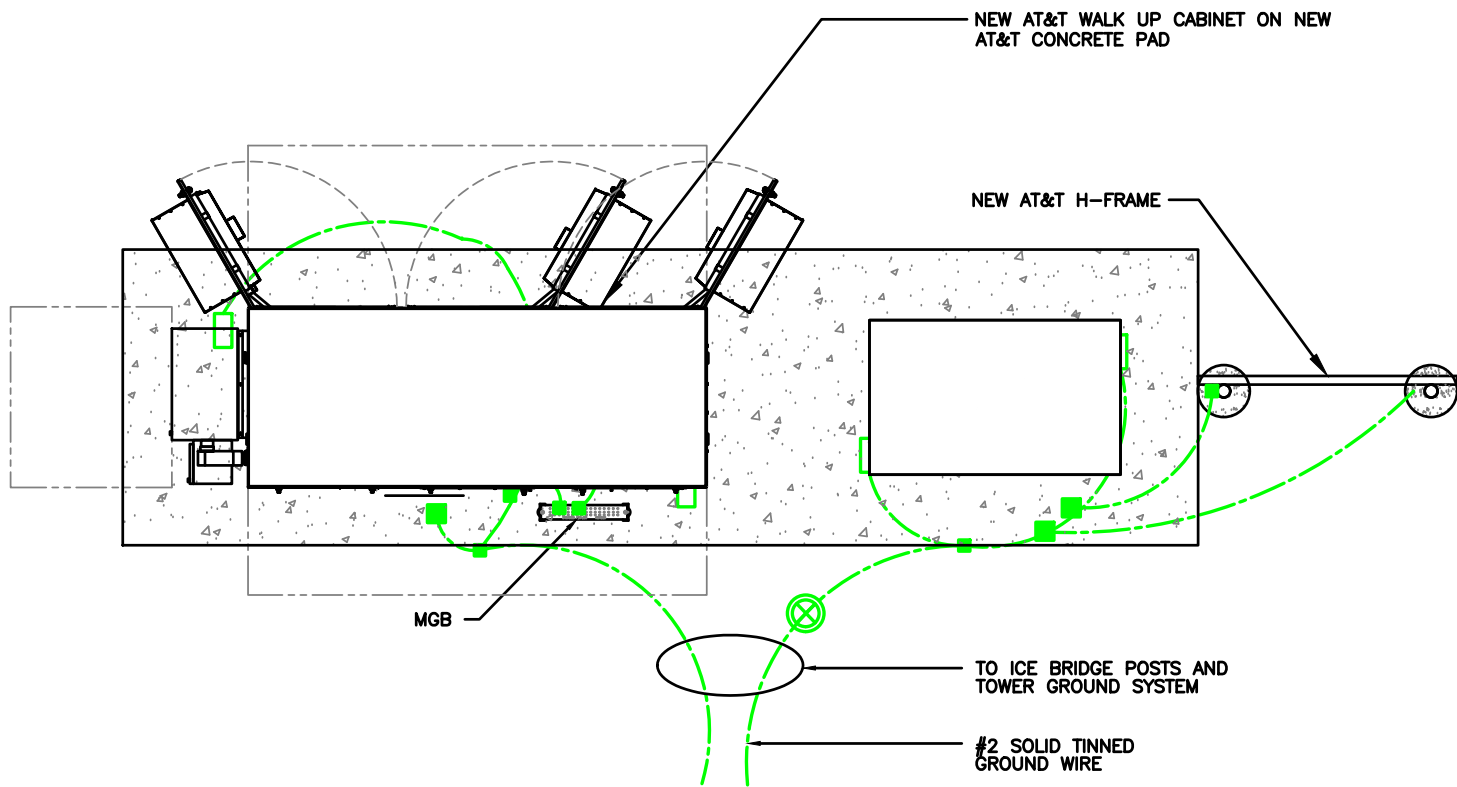 NEW AT&T WALK UP CABINET ON NEW
AT&T CONCRETE PAD
NEW AT&T H-FRAME
MGB
TO ICE BRIDGE POSTS AND
TOWER GROUND SYSTEM
#2 SOLID TINNED
GROUND WIRE